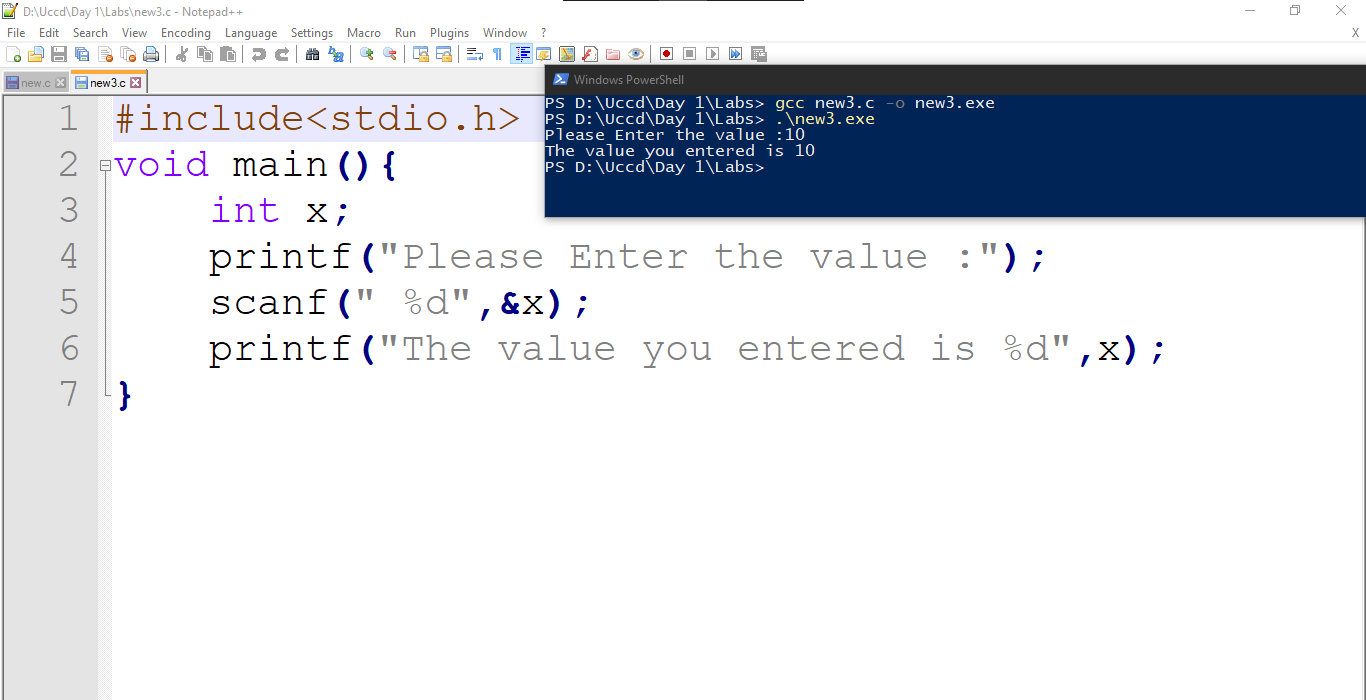 D:\Uccd\Day 1\Labs\new3.c - Notepad++
File Edit Search View Encoding Language Settings Macro Run Plugins Window ? X
new.c new3.c
Windows PowerShell
PS D:\Uccd\Day 1\Labs> gcc new3.c -o new3.exe
PS D:\Uccd\Day 1\Labs> .\new3.exe
Please Enter the value :10
The value you entered is 10
PS D:\Uccd\Day 1\Labs>
1 #include<stdio.h>
2 void main(){
3 int x;
4 printf("Please Enter the value :");
5 scanf(" %d",&x);
6 printf("The value you entered is %d",x);
7 }